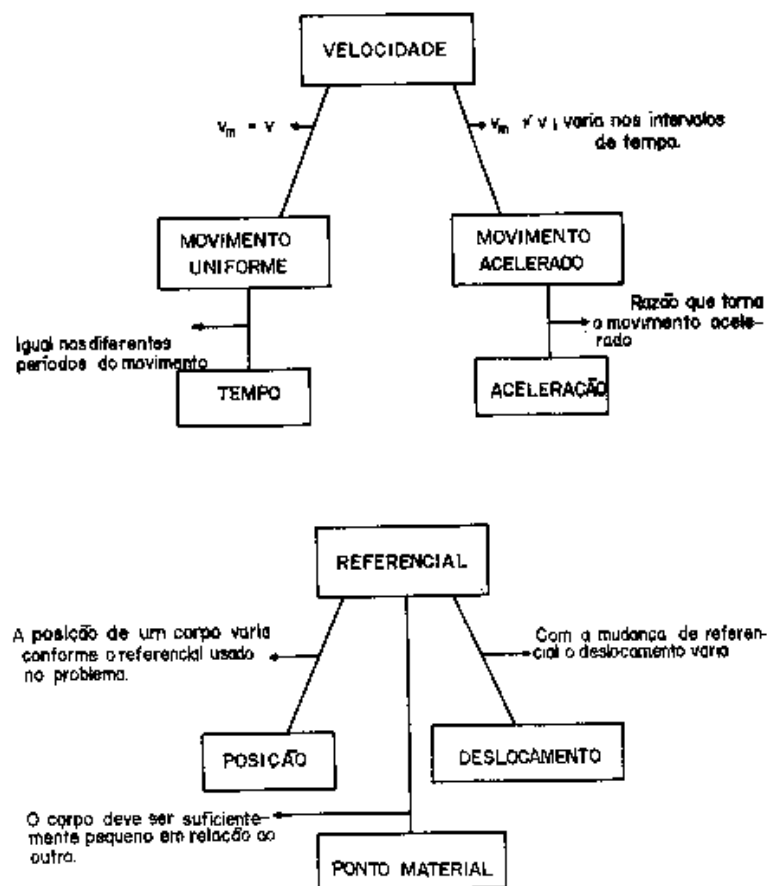 VELOCIDADE
vm = v
vm ≠ v ; varia nos intervalos
de tempo.
MOVIMENTO
UNIFORME
MOVIMENTO
ACELERADO
Igual nos diferentes
períodos do movimento
Razão que torna
o movimento acele-
rado
TEMPO
ACELERAÇÃO
REFERENCIAL
A posição de um corpo varia
conforme o referencial usado
no problema.
Com a mudança de referen-
cial o deslocamento varia
POSIÇÃO
DESLOCAMENTO
O corpo deve ser suficiente-
mente pequeno em relação ao
outro.
PONTO MATERIAL